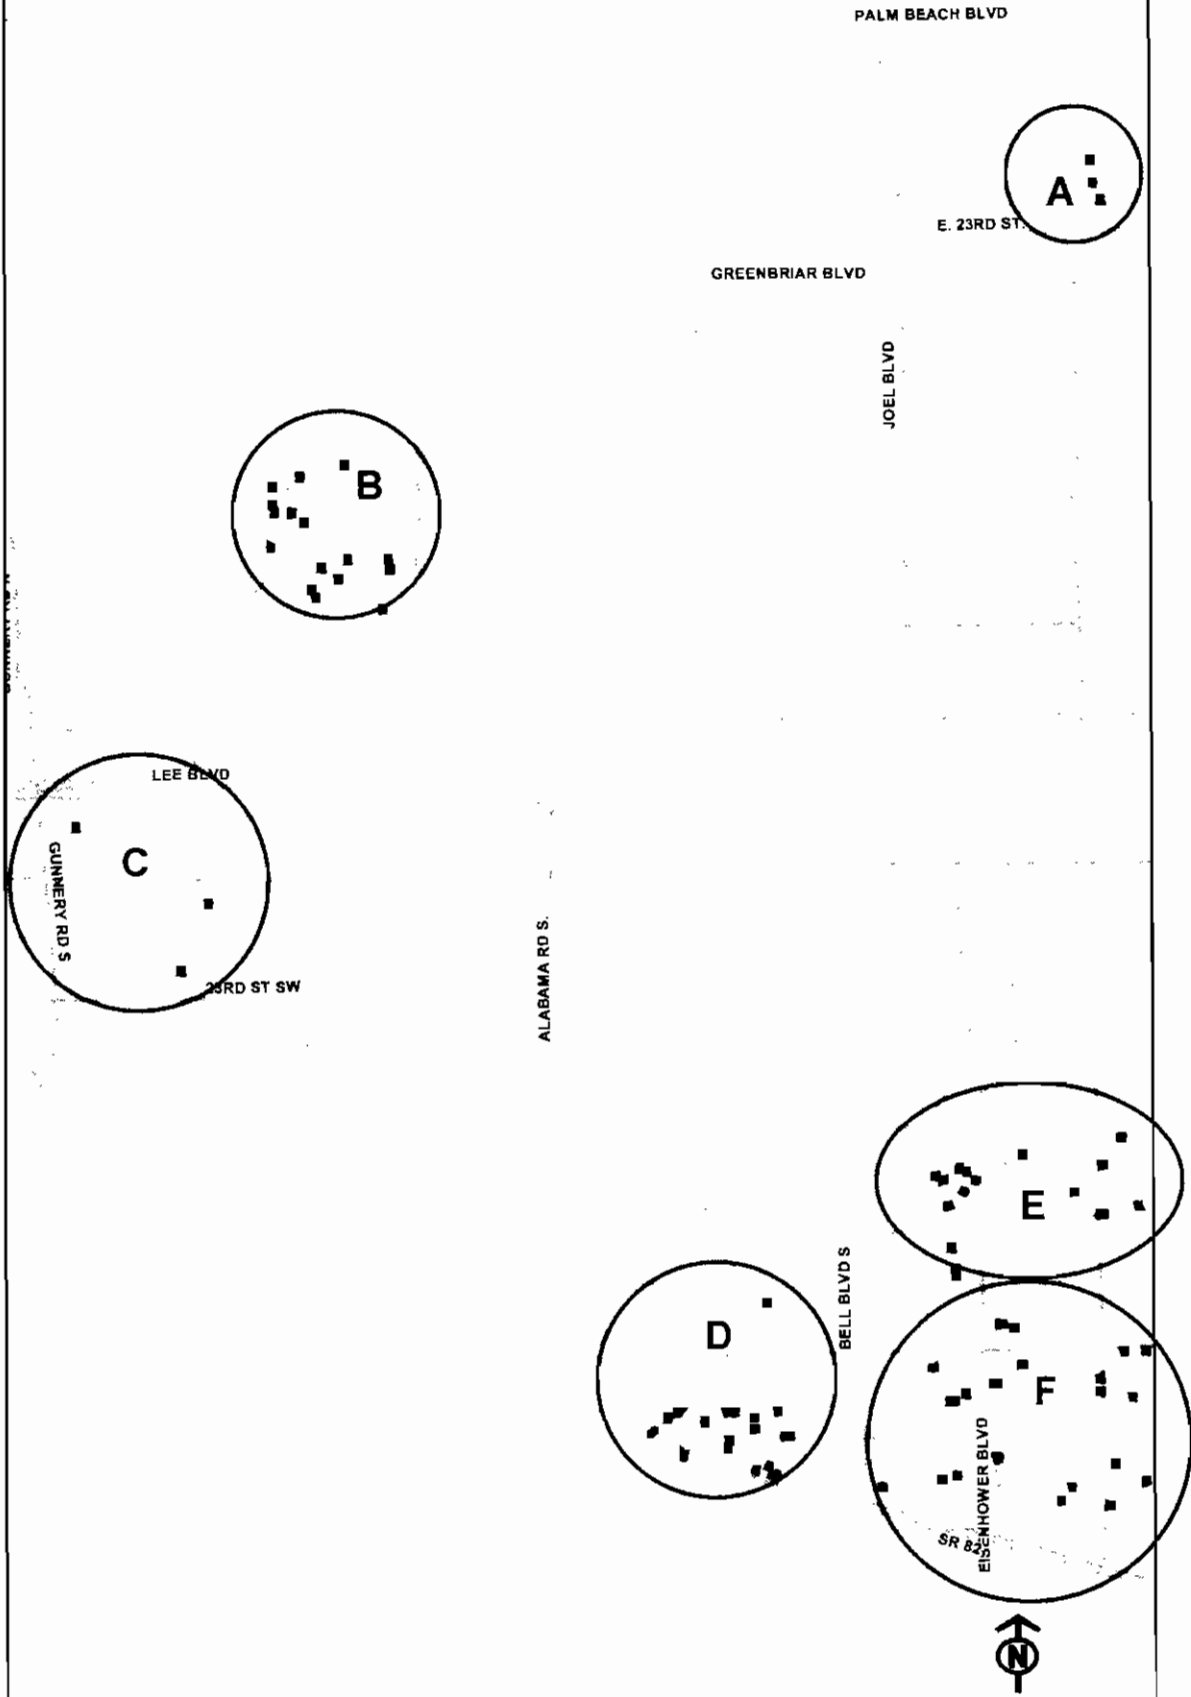 PALM BEACH BLVD
A
E. 23RD ST.
GREENBRIAR BLVD
JOEL BLVD
B
LEE BLVD
C
GUNNERY RD S
23RD ST SW
ALABAMA RD S.
E
BELL BLVD S
D
F
EISENHOWER BLVD
SR 82
N